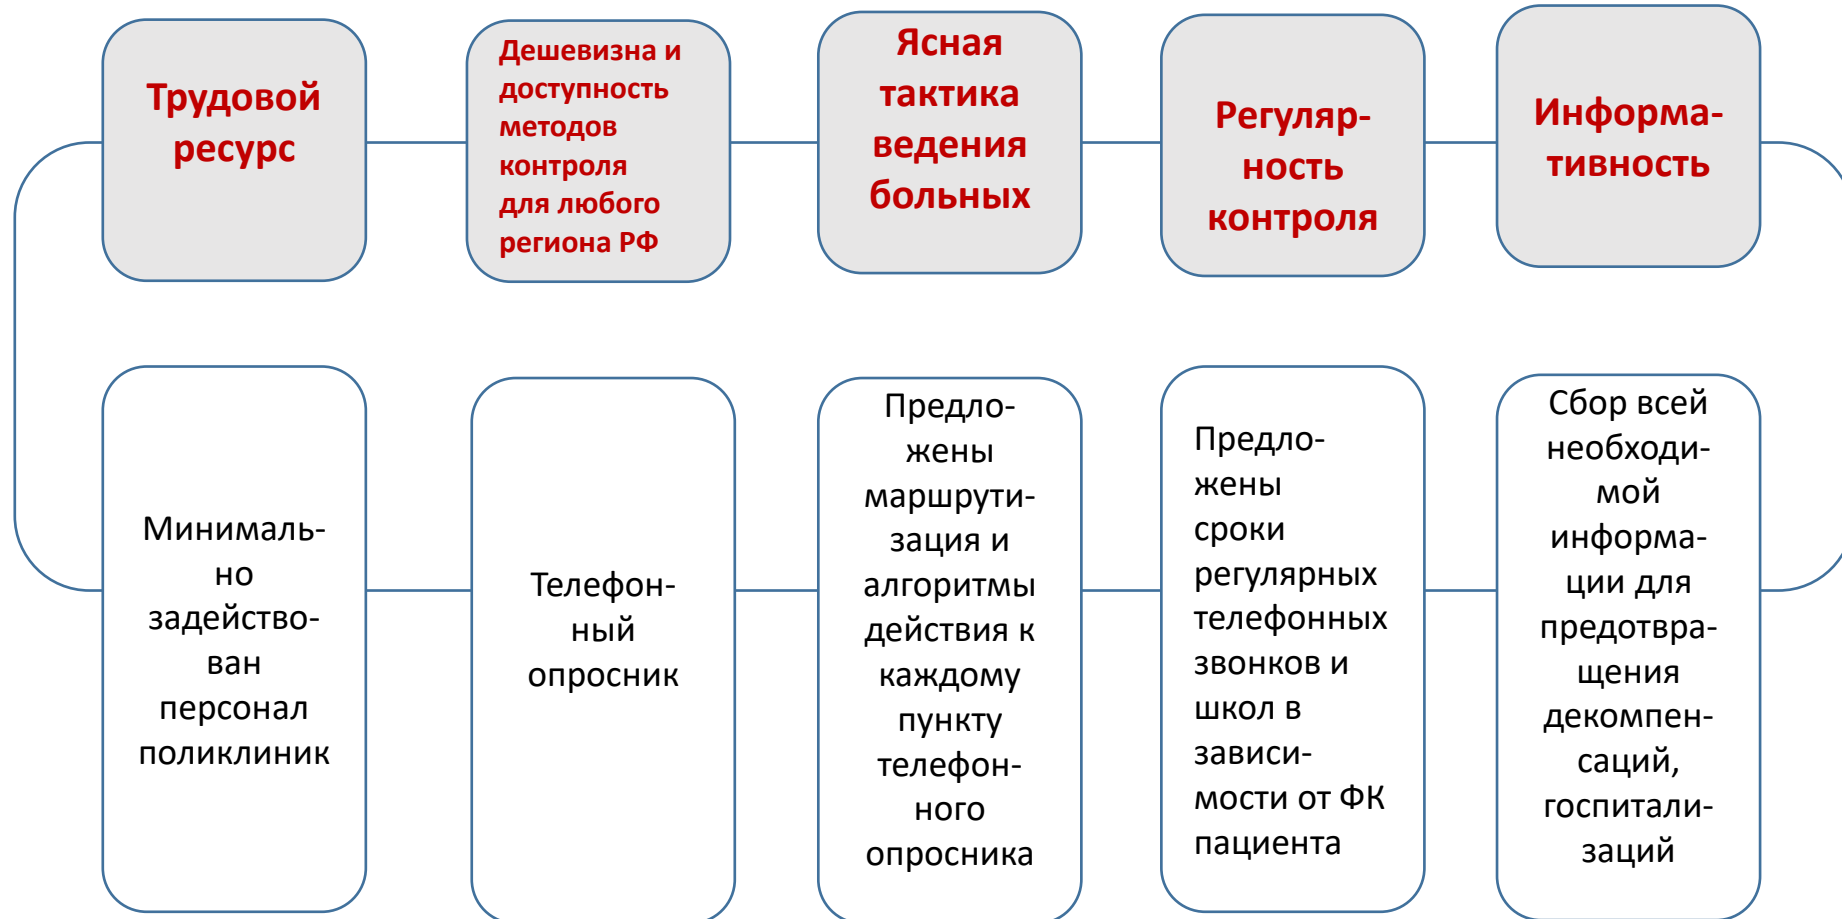 Трудовой
ресурс
Дешевизна и
доступность
методов
контроля
для любого
региона РФ
Ясная
тактика
ведения
больных
Регуляр-
ность
контроля
Информа-
тивность
Минималь-
но
задейство-
ван
персонал
поликлиник
Телефон-
ный
опросник
Предло-
жены
маршрути-
зация и
алгоритмы
действия к
каждому
пункту
телефон-
ного
опросника
Предло-
жены
сроки
регулярных
телефонных
звонков и
школ в
зависи-
мости от ФК
пациента
Сбор всей
необходи-
мой
информа-
ции для
предотвра-
щения
декомпен-
саций,
госпитали-
заций